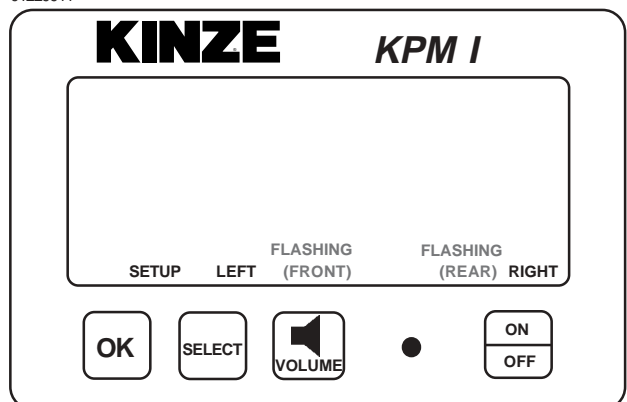 KINZE KPM I
FLASHING FLASHING
SETUP LEFT (FRONT) (REAR) RIGHT
OK SELECT VOLUME ON
OFF